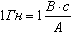 1Гн = 1 В · с / А